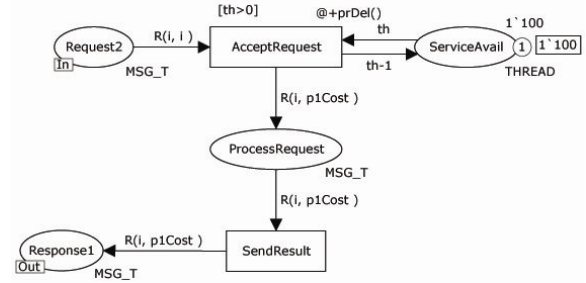 [th>0]
@+prDel()
1`100
Request2
In
R(i, i )
MSG_T
AcceptRequest
th
th-1
ServiceAvail
1
1`100
THREAD
R(i, p1Cost )
ProcessRequest
MSG_T
R(i, p1Cost )
R(i, p1Cost )
Response1
Out
MSG_T
SendResult